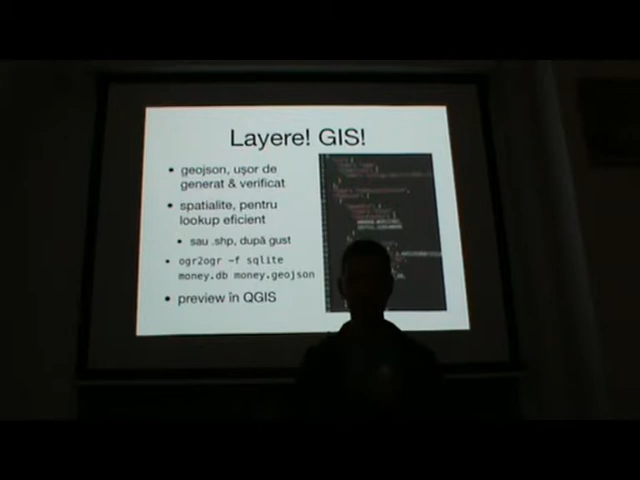 Layere! GIS!
• geojson, ușor de
generat & verificat
• spatialite, pentru
lookup eficient
• sau .shp, după gust
• ogr2ogr -f sqlite
money.db money.geojson
• preview în QGIS